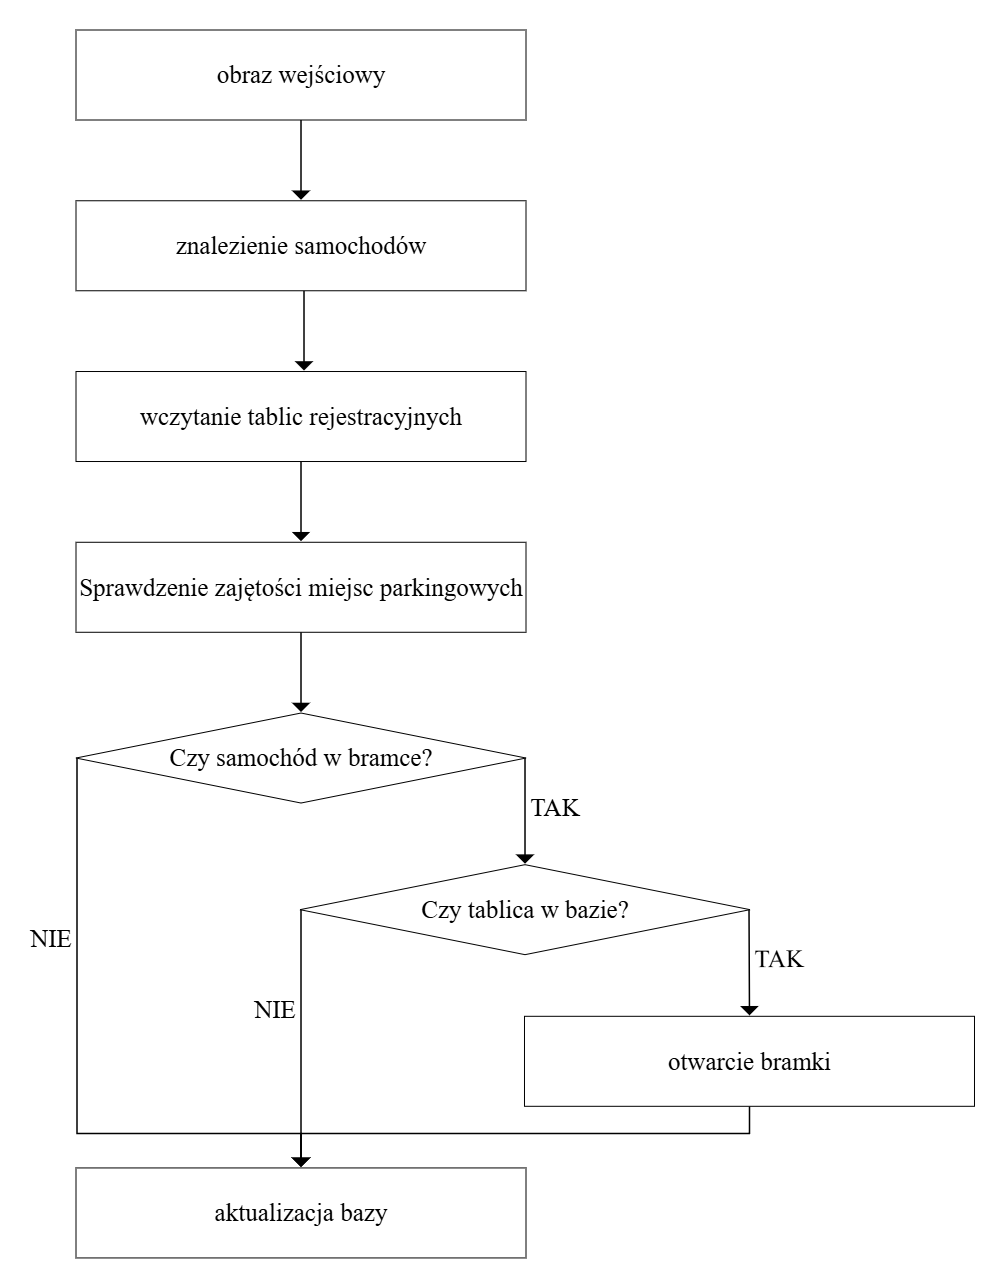 obraz wejściowy
znalezienie samochodów
wczytanie tablic rejestracyjnych
Sprawdzenie zajętości miejsc parkingowych
Czy samochód w bramce?
TAK
Czy tablica w bazie?
NIE
TAK
NIE
otwarcie bramki
aktualizacja bazy